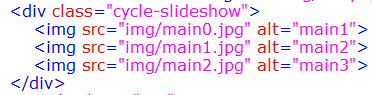 <div class="cycle-slideshow">
<img src="img/main0.jpg" alt="main1">
<img src="img/main1.jpg" alt="main2">
<img src="img/main2.jpg" alt="main3">
</div>